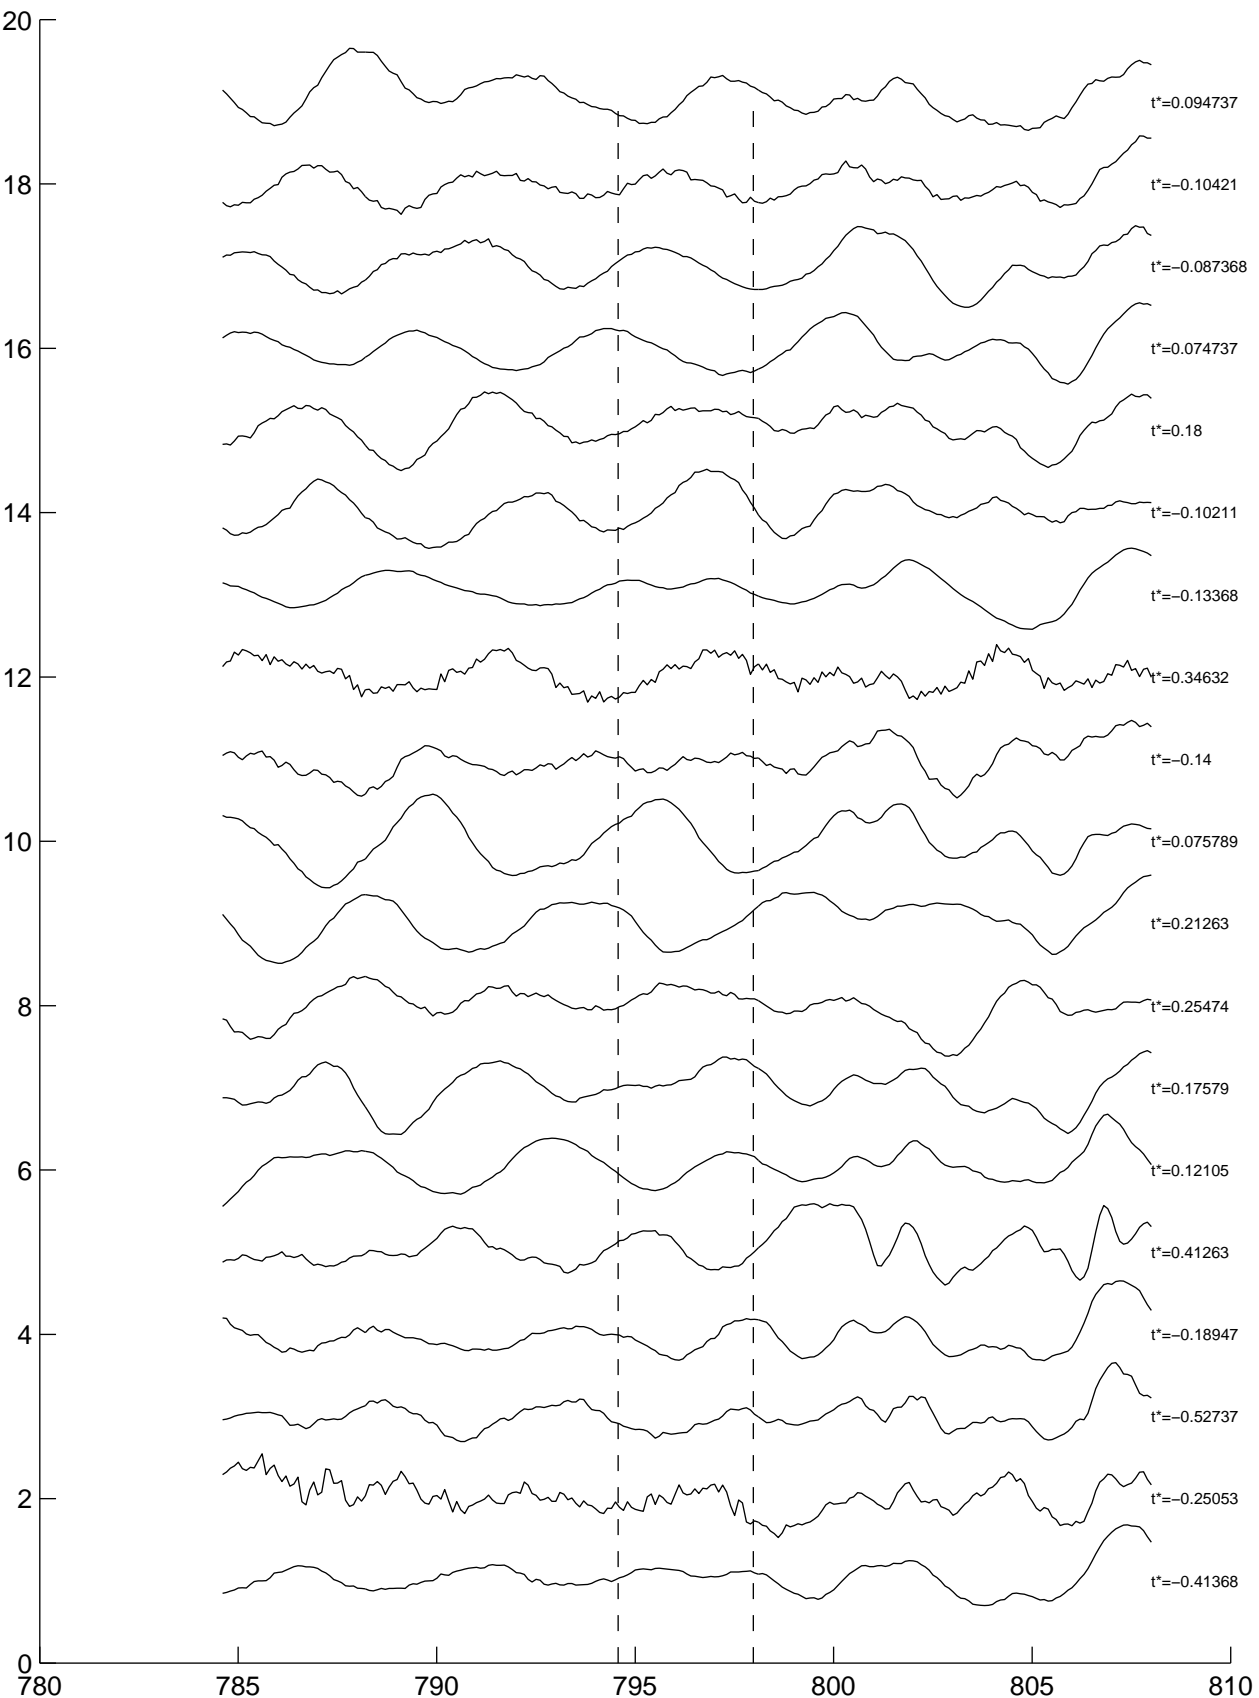 20
t*=0.094737
18
t*=−0.10421
t*=−0.087368
16
t*=0.074737
t*=0.18
14
t*=−0.10211
t*=−0.13368
12
t*=0.34632
t*=−0.14
10
t*=0.075789
t*=0.21263
8
t*=0.25474
t*=0.17579
6
t*=0.12105
t*=0.41263
4
t*=−0.18947
t*=−0.52737
2
t*=−0.25053
t*=−0.41368
0
780 785 790 795 800 805 810